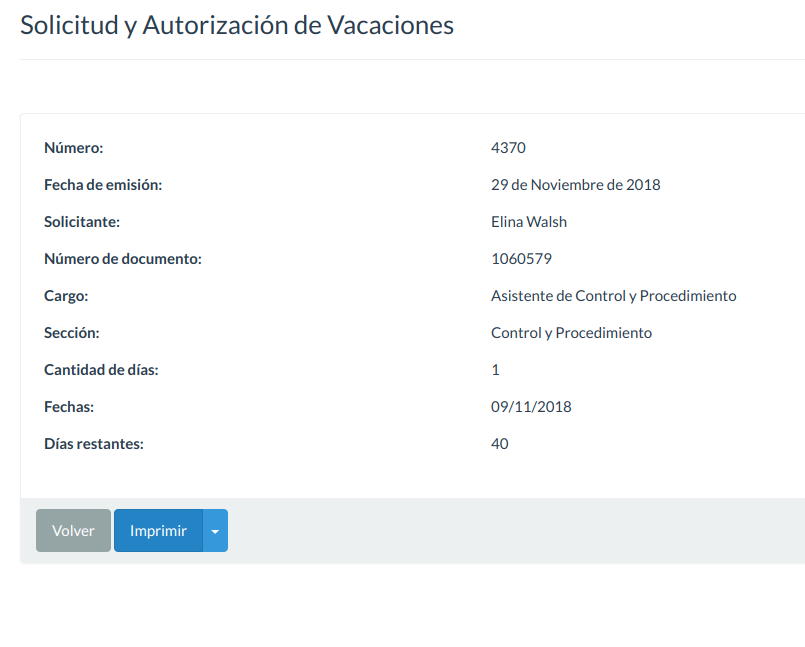 Solicitud y Autorización de Vacaciones
Número: 4370
Fecha de emisión: 29 de Noviembre de 2018
Solicitante: Elina Walsh
Número de documento: 1060579
Cargo: Asistente de Control y Procedimiento
Sección: Control y Procedimiento
Cantidad de días: 1
Fechas: 09/11/2018
Días restantes: 40
Volver Imprimir